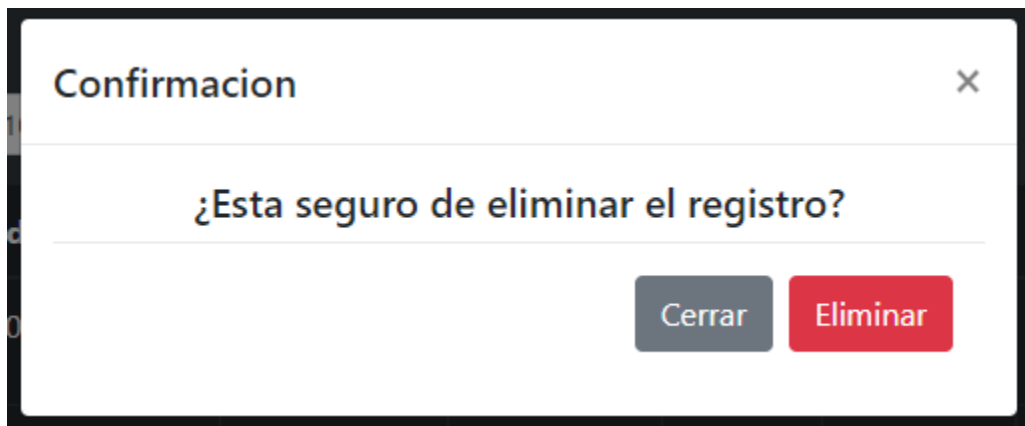 Confirmacion ×
¿Esta seguro de eliminar el registro?
Cerrar Eliminar